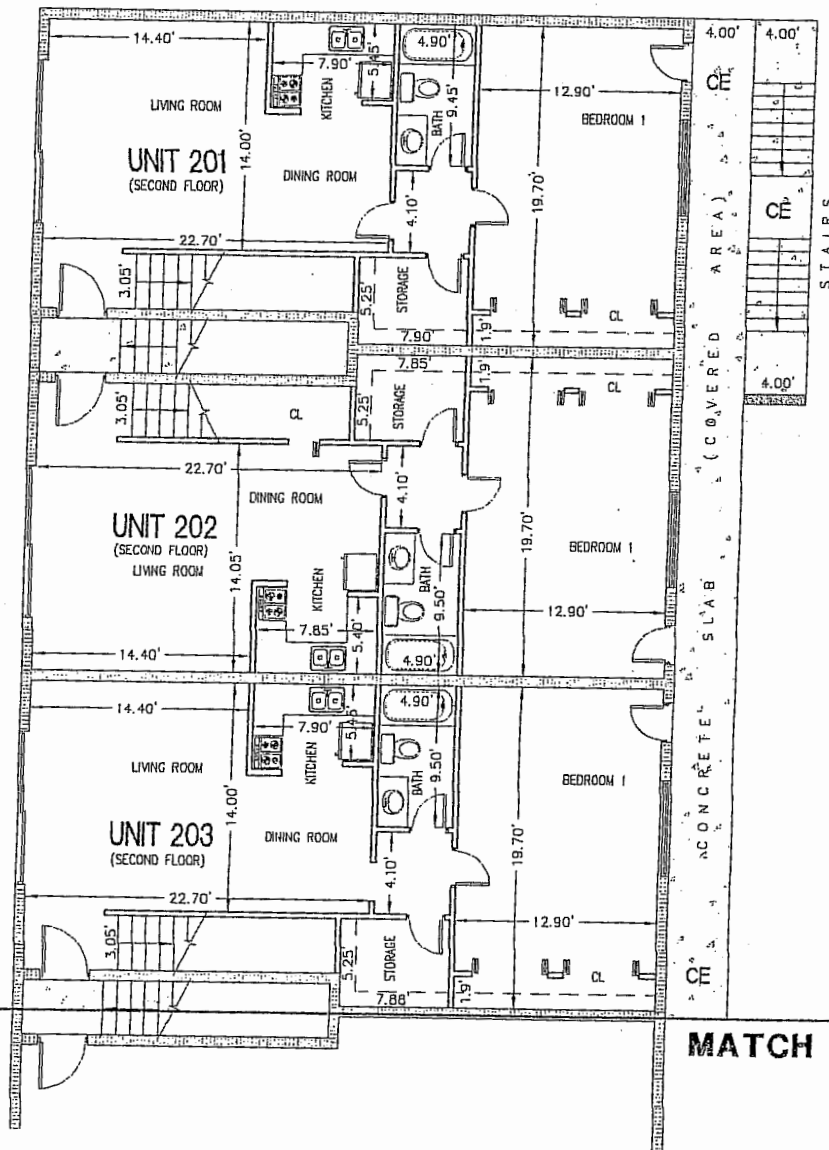 14.40'
7.90'
5.45'
4.90'
4.00'
4.00'
CE
LIVING ROOM
KITCHEN
BATH
9.45'
12.90'
BEDROOM 1
UNIT 201
(SECOND FLOOR)
14.00'
DINING ROOM
4.10'
19.70'
CE
STAIRS
22.70'
3.05'
5.25'
STORAGE
7.90'
1.9'
CL
7.85'
1.9'
CL
4.00'
3.05'
CL
5.25'
STORAGE
22.70'
4.10'
DINING ROOM
UNIT 202
(SECOND FLOOR)
LIVING ROOM
14.05'
KITCHEN
BATH
9.50'
19.70'
BEDROOM 1
12.90'
7.85'
5.40'
14.40'
4.90'
CONCRETE SLAB (COVERED AREA)
14.40'
4.90'
7.90'
5.45'
LIVING ROOM
KITCHEN
BATH
9.50'
BEDROOM 1
UNIT 203
(SECOND FLOOR)
14.00'
DINING ROOM
4.10'
19.70'
22.70'
12.90'
3.05'
5.25'
STORAGE
7.88'
1.9'
CL
CE
MATCH